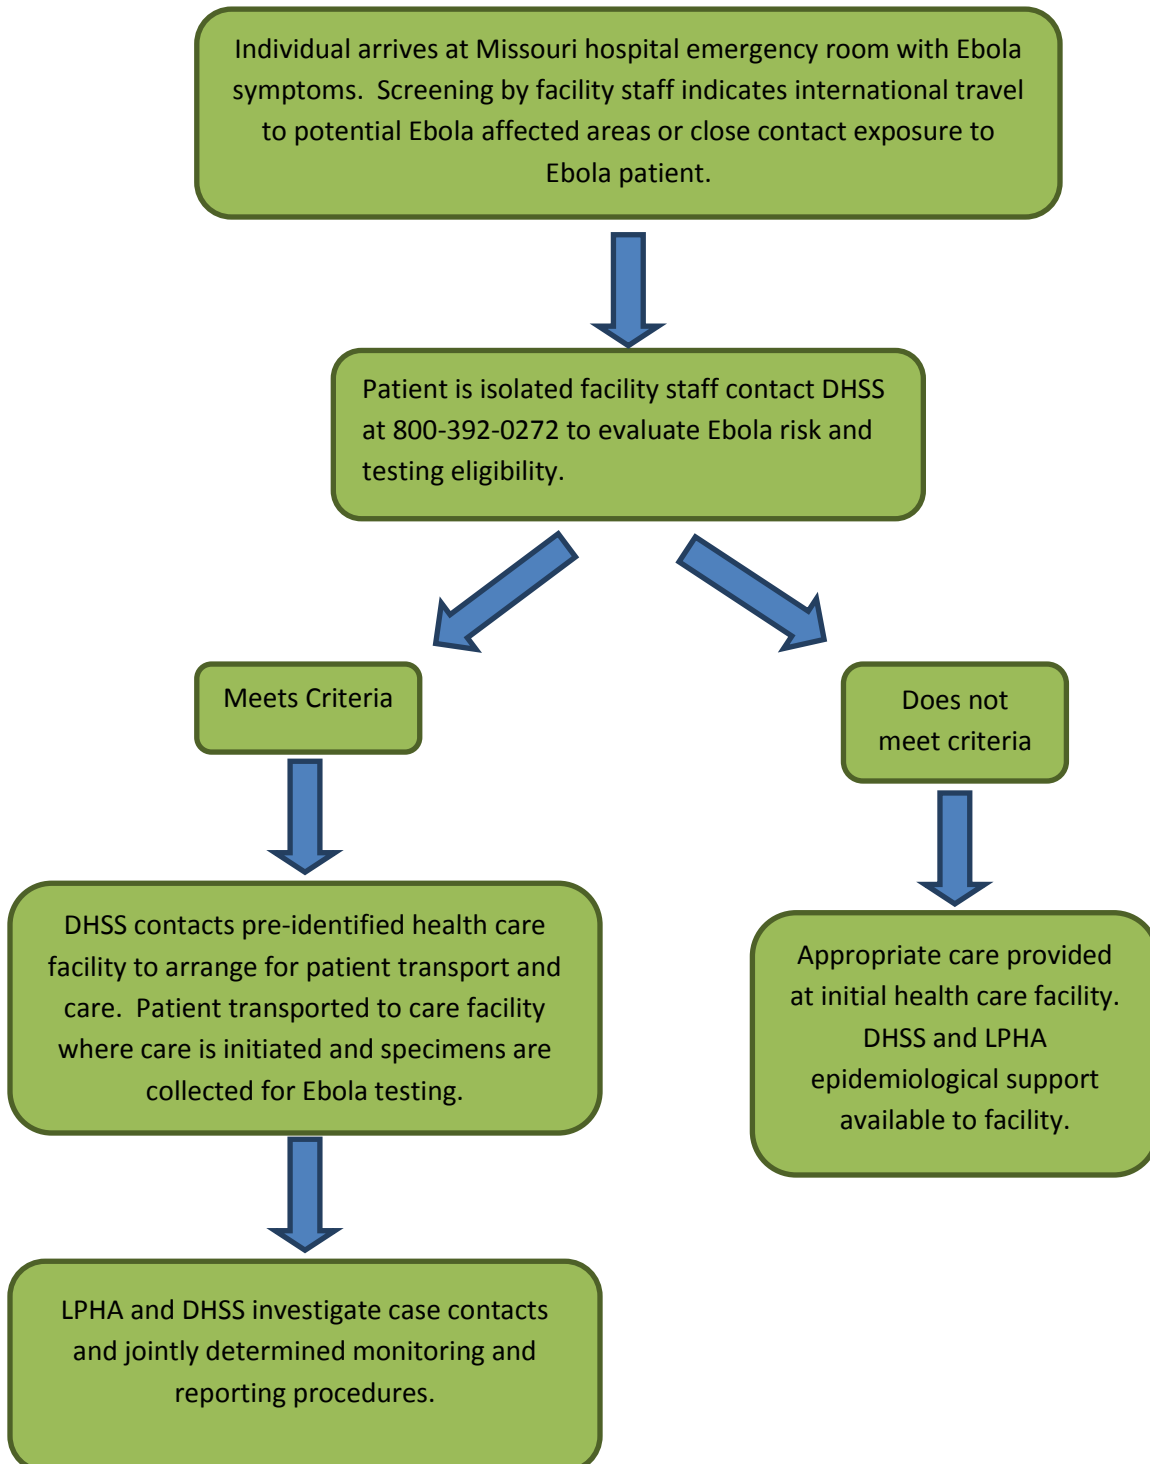 Individual arrives at Missouri hospital emergency room with Ebola
symptoms.  Screening by facility staff indicates international travel
to potential Ebola affected areas or close contact exposure to
Ebola patient.
Patient is isolated facility staff contact DHSS
at 800-392-0272 to evaluate Ebola risk and
testing eligibility.
Meets Criteria
Does not
meet criteria
DHSS contacts pre-identified health care
facility to arrange for patient transport and
care.  Patient transported to care facility
where care is initiated and specimens are
collected for Ebola testing.
Appropriate care provided
at initial health care facility.
DHSS and LPHA
epidemiological support
available to facility.
LPHA and DHSS investigate case contacts
and jointly determined monitoring and
reporting procedures.